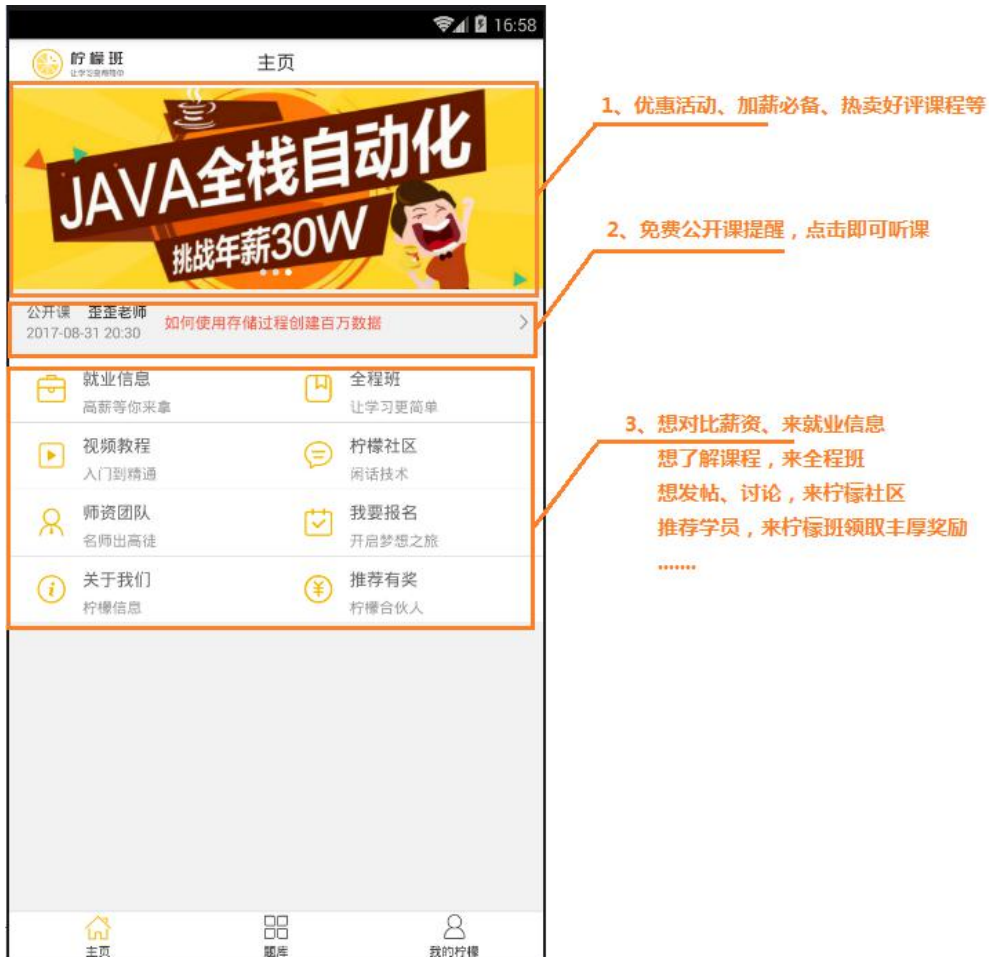 16:58
柠檬班
让学习变得简单
主页
JAVA全栈自动化
挑战年薪30W
1、优惠活动、加薪必备、热卖好评课程等
2、免费公开课提醒，点击即可听课
公开课 歪歪老师
2017-08-31 20:30
如何使用存储过程创建百万数据
就业信息
高薪等你来拿
全程班
让学习更简单
视频教程
入门到精通
柠檬社区
闲话技术
师资团队
名师出高徒
我要报名
开启梦想之旅
关于我们
柠檬信息
推荐有奖
柠檬合伙人
3、想对比薪资、来就业信息
想了解课程，来全程班
想发帖、讨论，来柠檬社区
推荐学员，来柠檬班领取丰厚奖励
.......
主页
题库
我的柠檬